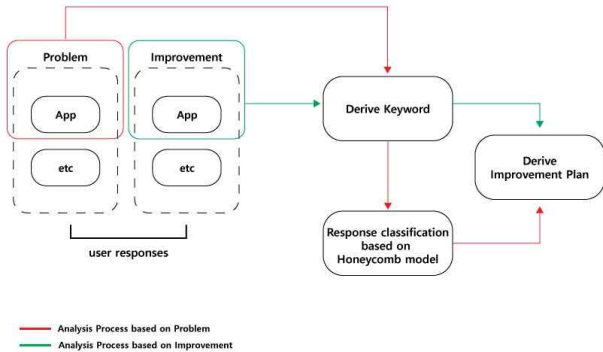 Problem
Improvement
App
App
etc
etc
user responses
Derive Keyword
Derive
Improvement Plan
Response classification
based on
Honeycomb model
Analysis Process based on Problem
Analysis Process based on Improvement